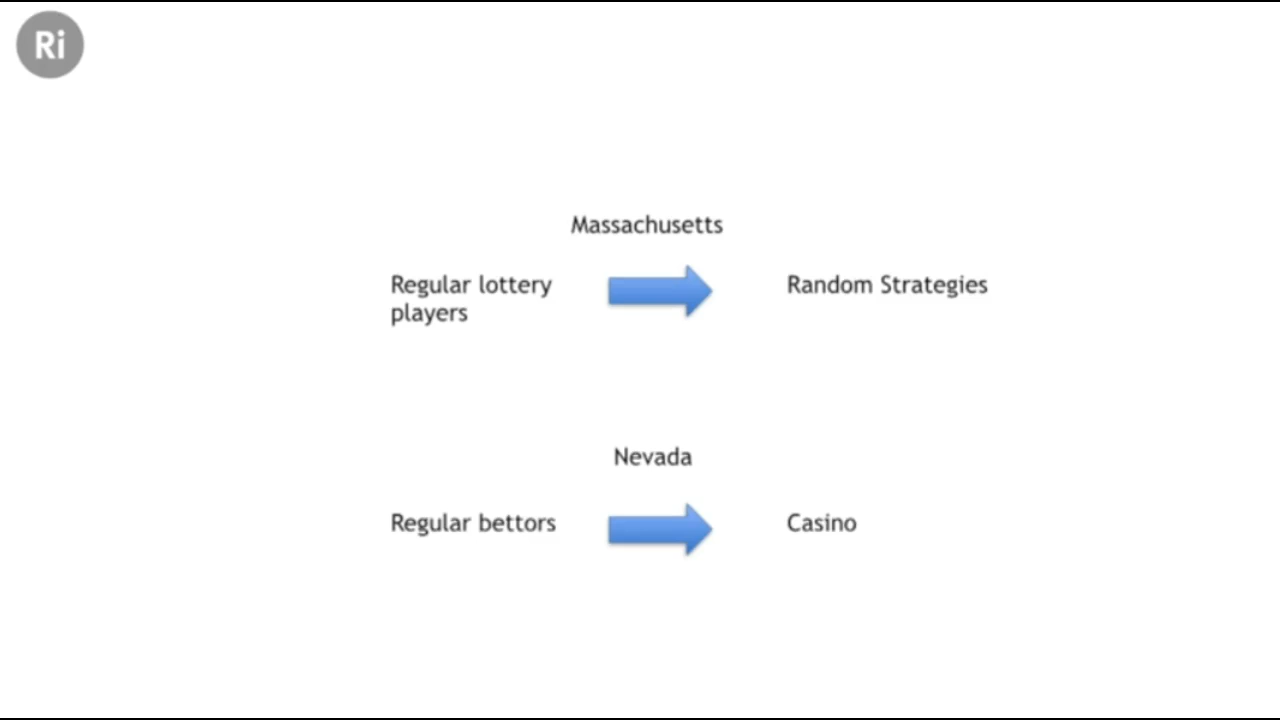 Ri
Massachusetts
Regular lottery
players
Random Strategies
Nevada
Regular bettors
Casino